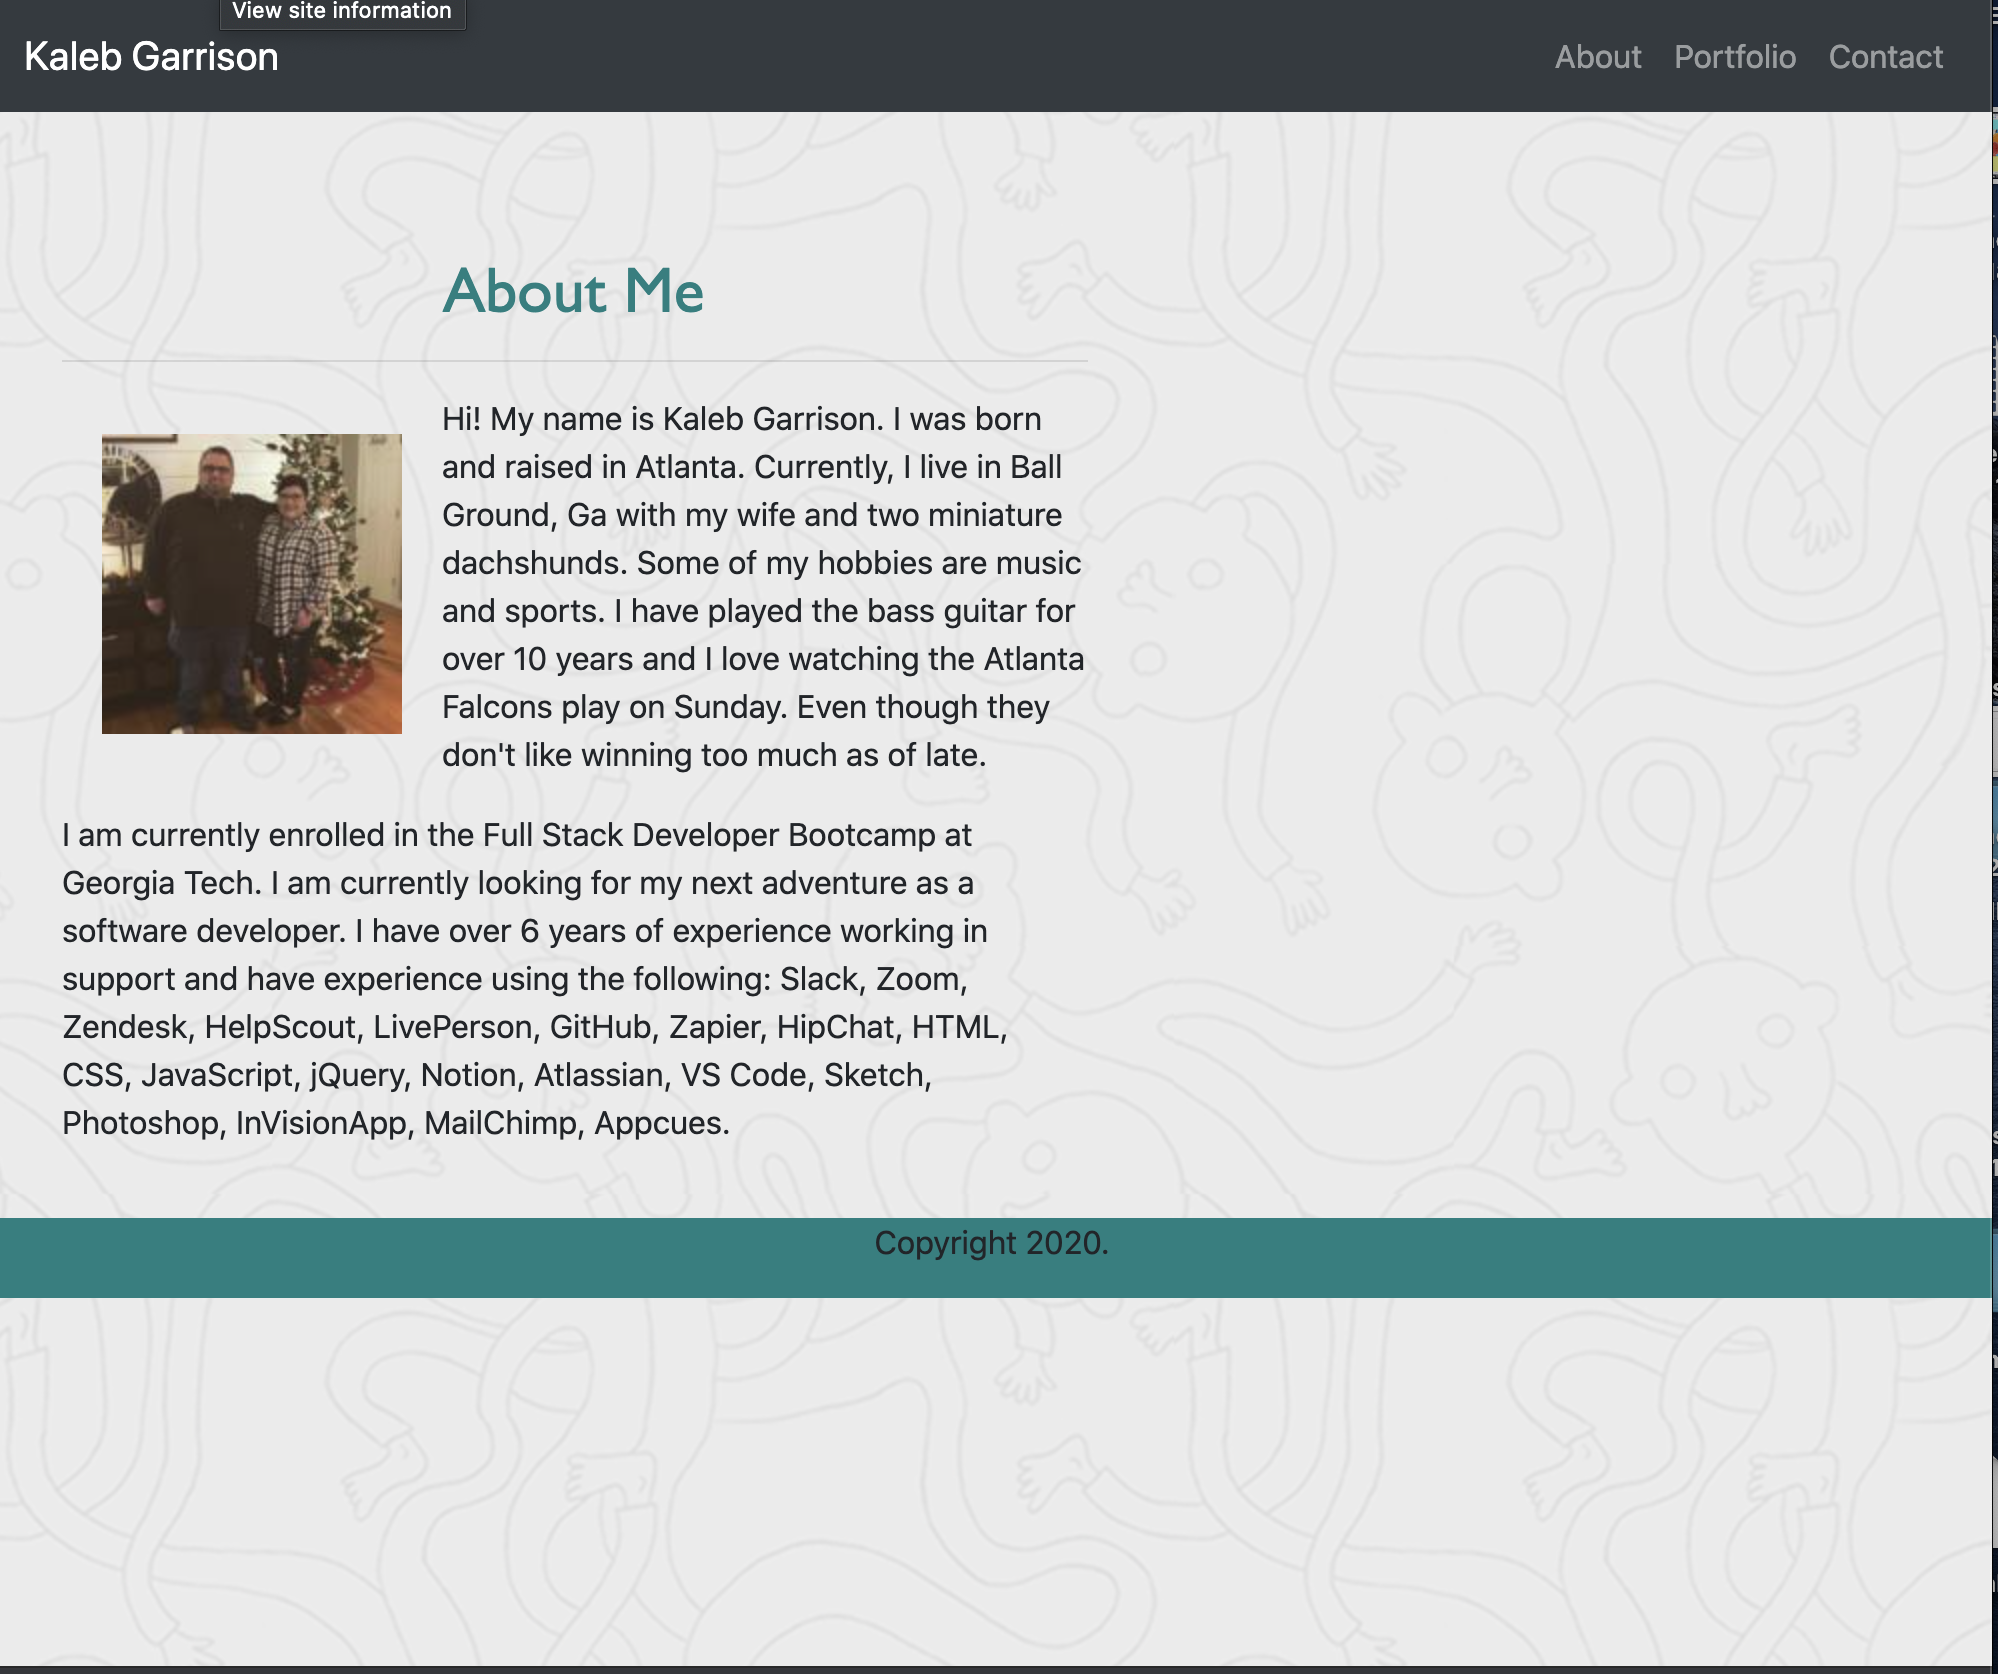 View site information
Kaleb Garrison
About Portfolio Contact
About Me
Hi! My name is Kaleb Garrison. I was born
and raised in Atlanta. Currently, I live in Ball
Ground, Ga with my wife and two miniature
dachshunds. Some of my hobbies are music
and sports. I have played the bass guitar for
over 10 years and I love watching the Atlanta
Falcons play on Sunday. Even though they
don't like winning too much as of late.
I am currently enrolled in the Full Stack Developer Bootcamp at
Georgia Tech. I am currently looking for my next adventure as a
software developer. I have over 6 years of experience working in
support and have experience using the following: Slack, Zoom,
Zendesk, HelpScout, LivePerson, GitHub, Zapier, HipChat, HTML,
CSS, JavaScript, jQuery, Notion, Atlassian, VS Code, Sketch,
Photoshop, InVisionApp, MailChimp, Appcues.
Copyright 2020.